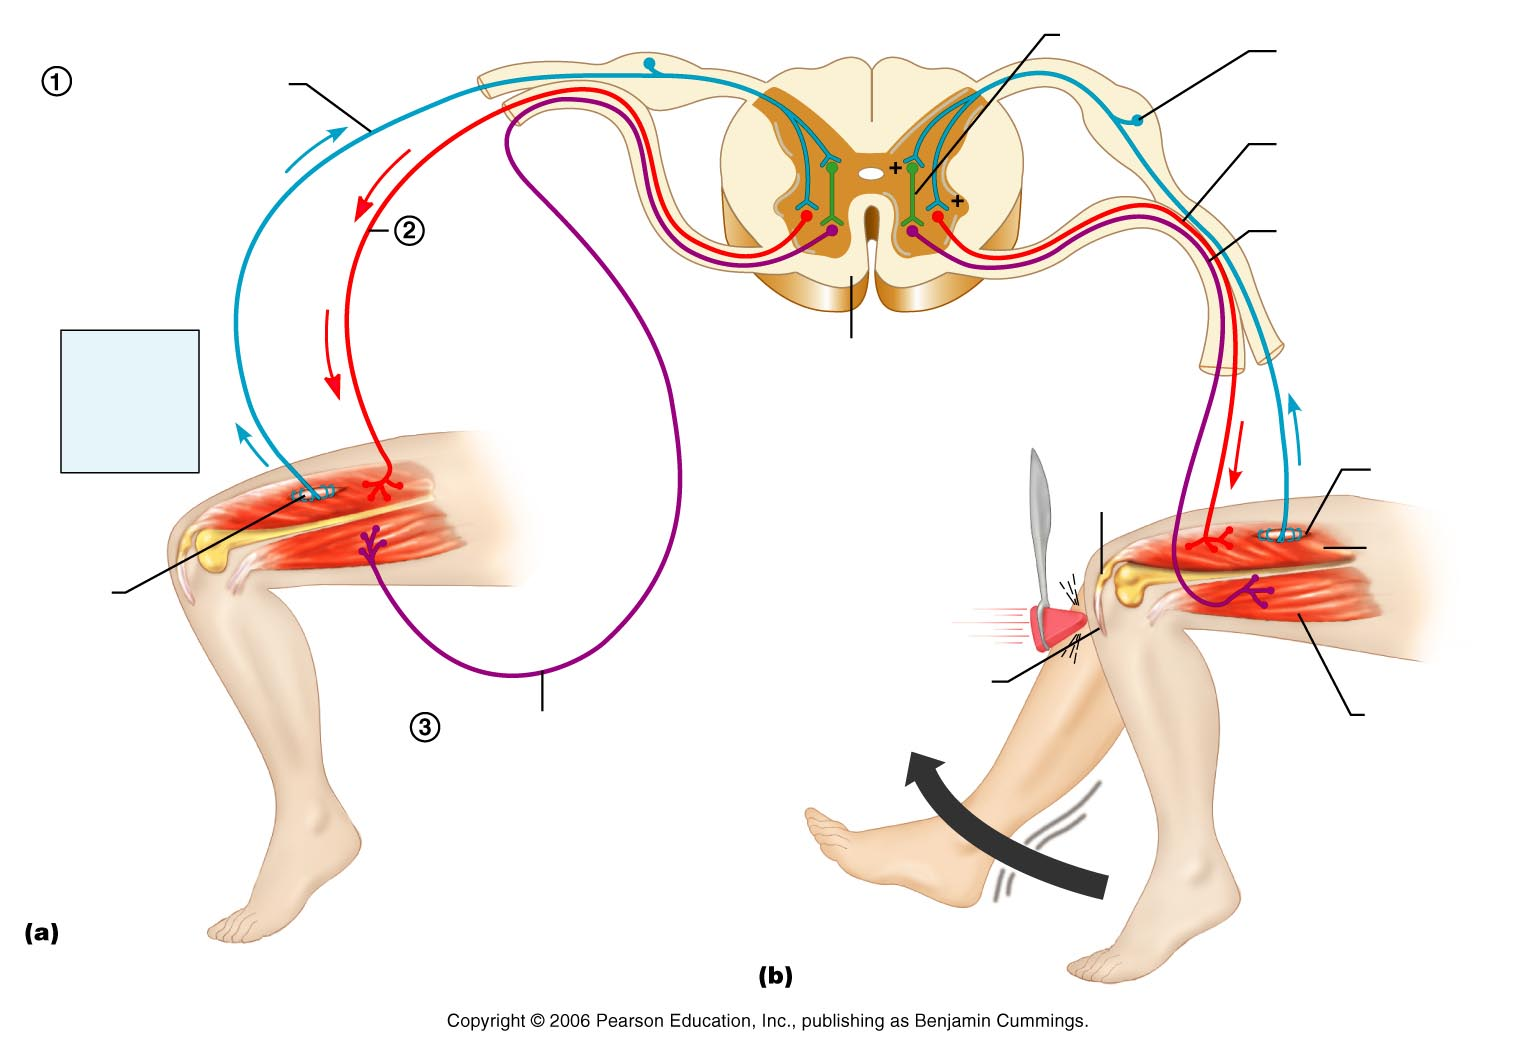 ①
②
+
+
③
(a)
(b)
Copyright © 2006 Pearson Education, Inc., publishing as Benjamin Cummings.